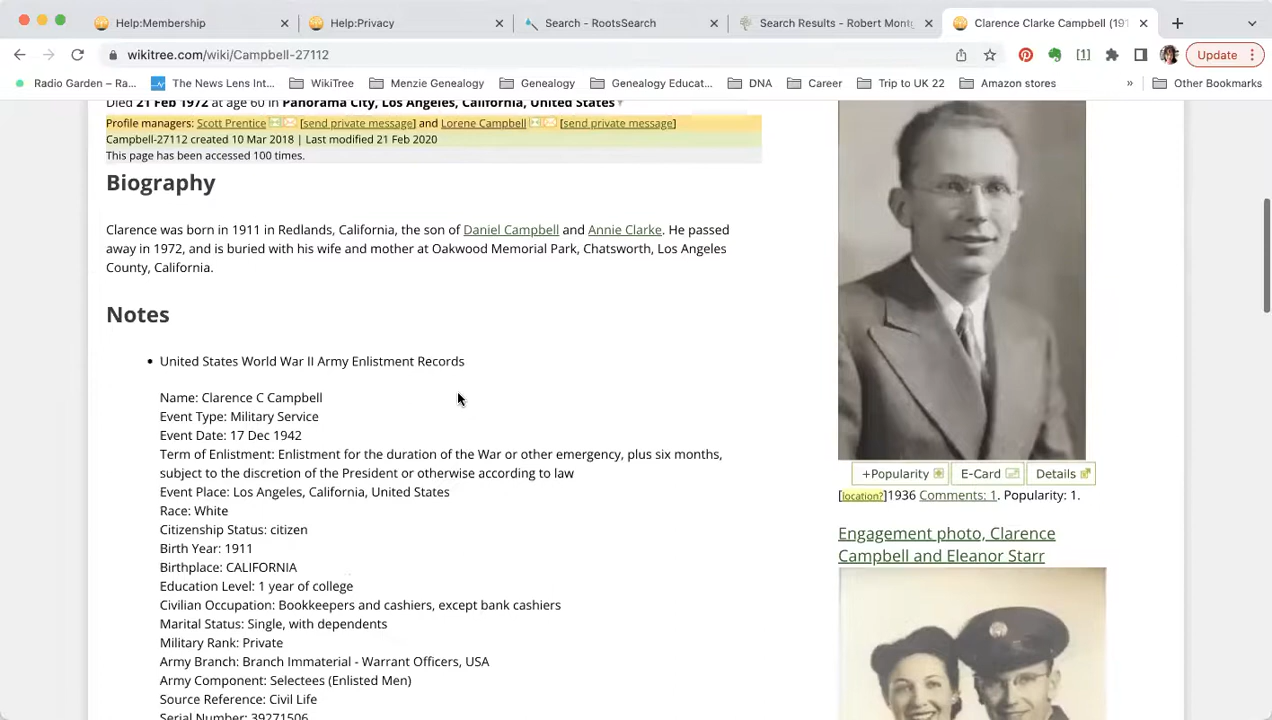 Help:Membership
Help:Privacy
Search - RootsSearch
Search Results - Robert Montg
Clarence Clarke Campbell (191
wikitree.com/wiki/Campbell-27112
Update
Radio Garden – Ra...
The News Lens Int...
WikiTree
Menzie Genealogy
Genealogy
Genealogy Educat...
DNA
Career
Trip to UK 22
Amazon stores
»
Other Bookmarks
Died 21 Feb 1972 at age 60 in Panorama City, Los Angeles, California, United States
Profile managers: Scott Prentice [send private message] and Lorene Campbell [send private message]
Campbell-27112 created 10 Mar 2018 | Last modified 21 Feb 2020
This page has been accessed 100 times.
Biography
Clarence was born in 1911 in Redlands, California, the son of Daniel Campbell and Annie Clarke. He passed
away in 1972, and is buried with his wife and mother at Oakwood Memorial Park, Chatsworth, Los Angeles
County, California.
Notes
• United States World War II Army Enlistment Records
Name: Clarence C Campbell
Event Type: Military Service
Event Date: 17 Dec 1942
Term of Enlistment: Enlistment for the duration of the War or other emergency, plus six months,
subject to the discretion of the President or otherwise according to law
Event Place: Los Angeles, California, United States
Race: White
Citizenship Status: citizen
Birth Year: 1911
Birthplace: CALIFORNIA
Education Level: 1 year of college
Civilian Occupation: Bookkeepers and cashiers, except bank cashiers
Marital Status: Single, with dependents
Military Rank: Private
Army Branch: Branch Immaterial - Warrant Officers, USA
Army Component: Selectees (Enlisted Men)
Source Reference: Civil Life
Serial Number: 39271506
+Popularity
E-Card
Details
[location?]1936 Comments: 1. Popularity: 1.
Engagement photo, Clarence
Campbell and Eleanor Starr